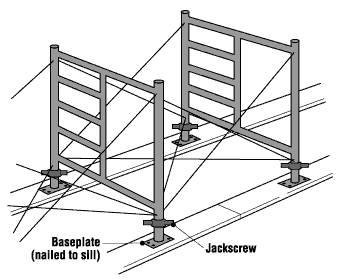 Baseplate
(nailed to sill)
Jackscrew